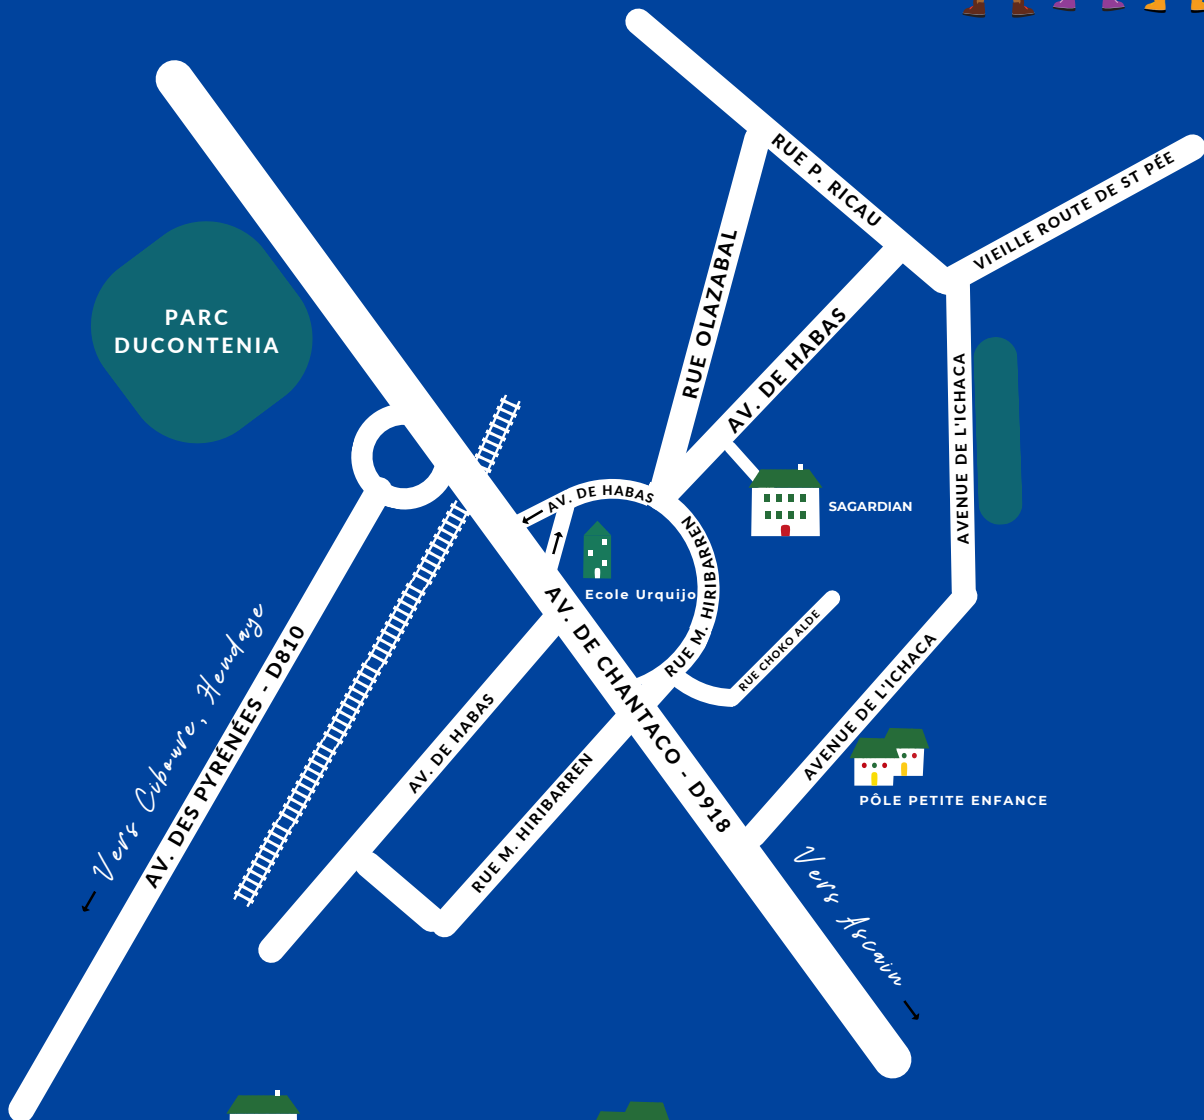 RUE P. RICAU
VIEILLE ROUTE DE ST PÉE
PARC
DUCONTENIA
RUE OLAZABAL
AV. DE HABAS
AVENUE DE L'ICHACA
AV. DE HABAS
SAGARDIAN
RUE M. HIRIBARREN
Ecole Urquijo
AV. DE CHANTACO - D918
RUE CHOKO ALDE
AVENUE DE L'ICHACA
Vers Ciboure, Hendaye
AV. DES PYRÉNÉES - D810
AV. DE HABAS
RUE M. HIRIBARREN
PÔLE PETITE ENFANCE
Vers Ascain